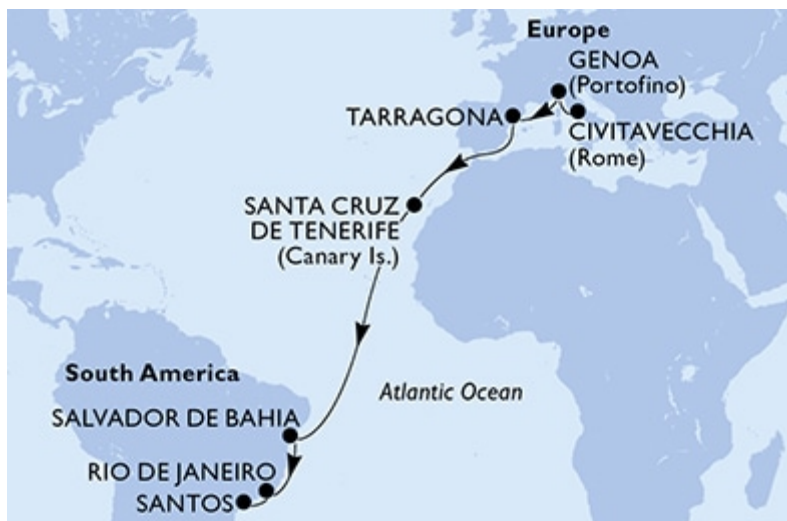 Europe
GENOA
(Portofino)
TARRAGONA
CIVITAVECCHIA
(Rome)
SANTA CRUZ
DE TENERIFE
(Canary Is.)
South America
Atlantic Ocean
SALVADOR DE BAHIA
RIO DE JANEIRO
SANTOS